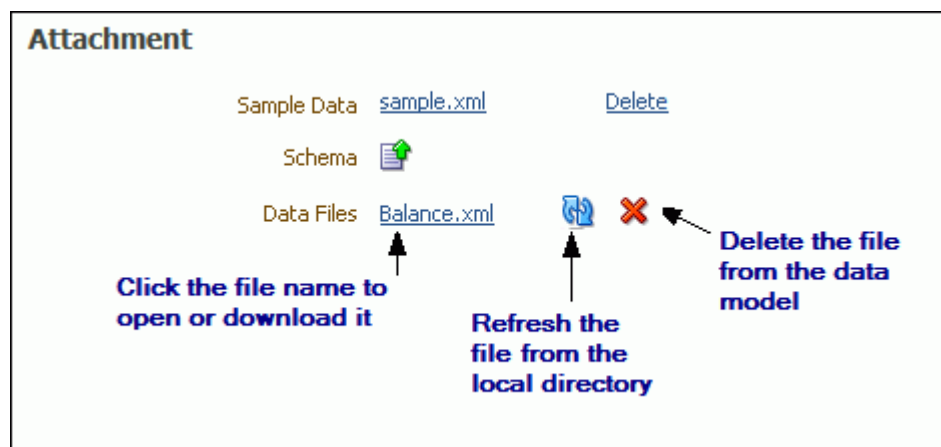 Attachment
Sample Data sample.xml Delete
Schema
Data Files Balance.xml
Click the file name to
open or download it
Refresh the
file from the
local directory
Delete the file
from the data
model